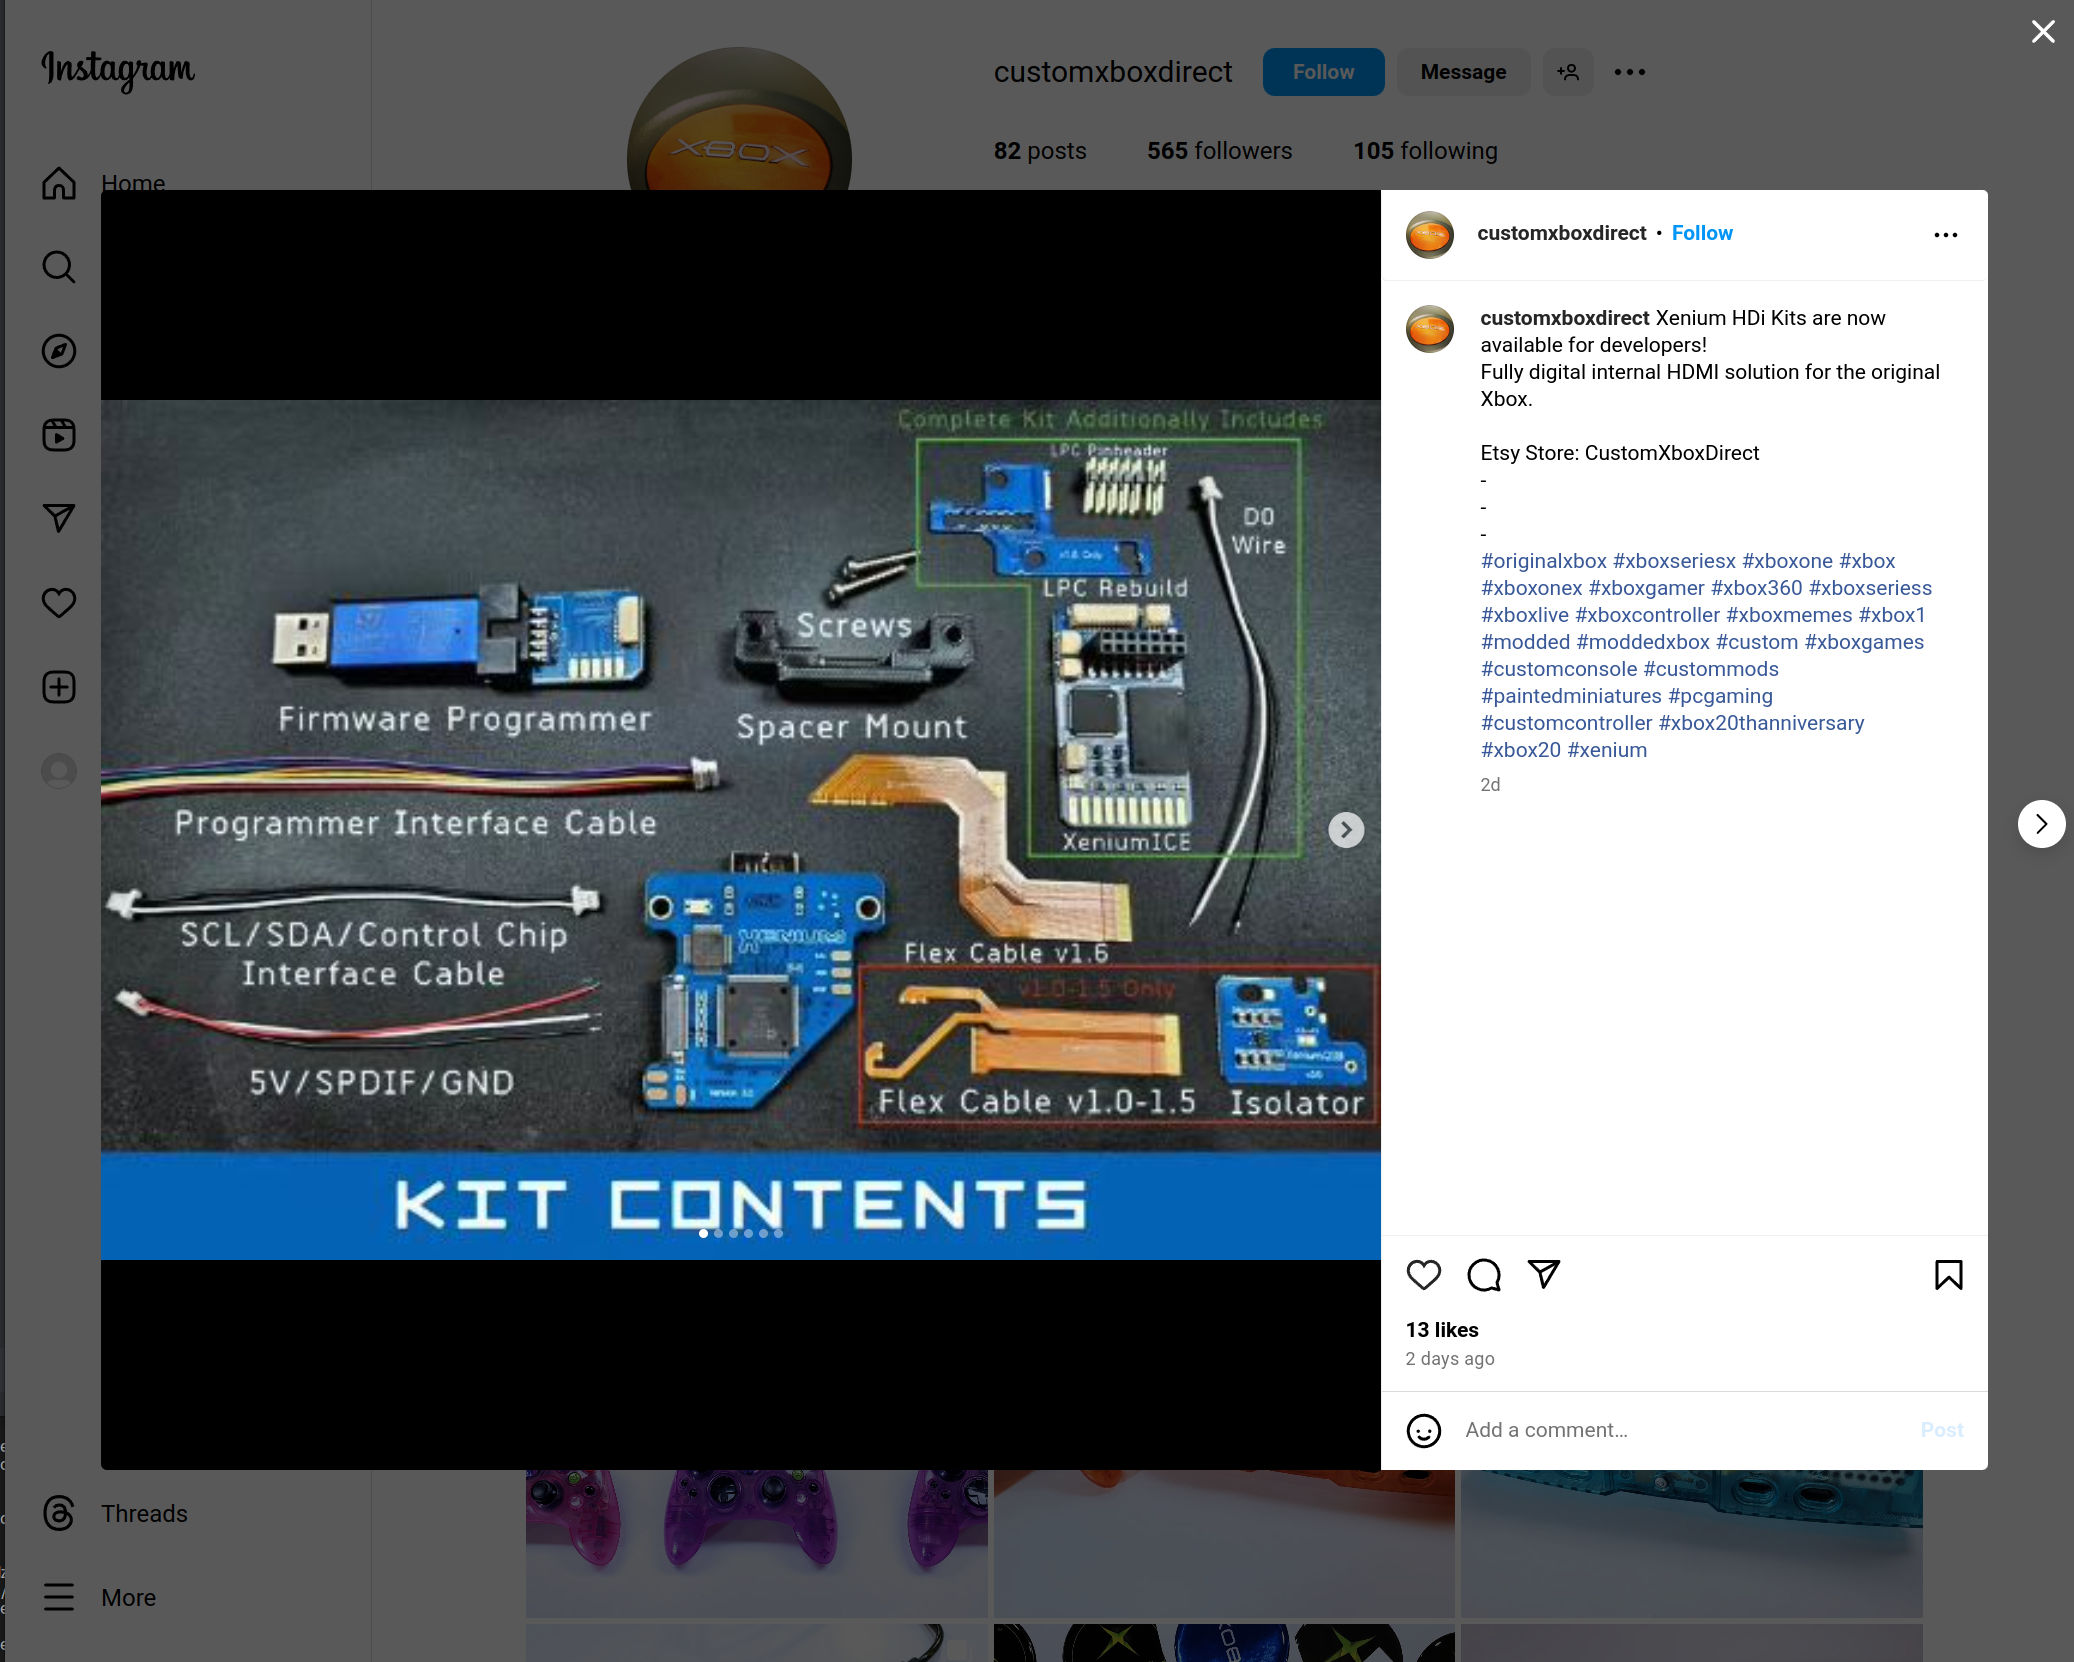 Instagram
customxboxdirect Follow Message
82 posts 565 followers 105 following
XBOX
Home
Complete Kit Additionally Includes
LPC Pinheader
D0
Wire
v1.6 Only
LPC Rebuild
Screws
Firmware Programmer
Spacer Mount
Programmer Interface Cable
XeniumICE
SCL/SDA/Control Chip
Interface Cable
XENIUM
Flex Cable v1.6
v1.0-1.5 Only
5V/SPDIF/GND
Flex Cable v1.0-1.5
Isolator
KIT CONTENTS
customxboxdirect • Follow
customxboxdirect Xenium HDi Kits are now
available for developers!
Fully digital internal HDMI solution for the original
Xbox.
Etsy Store: CustomXboxDirect
-
-
-
#originalxbox #xboxseriesx #xboxone #xbox
#xboxonex #xboxgamer #xbox360 #xboxseriess
#xboxlive #xboxcontroller #xboxmemes #xbox1
#modded #moddedxbox #custom #xboxgames
#customconsole #custommods
#paintedminiatures #pcgaming
#customcontroller #xbox20thanniversary
#xbox20 #xenium
2d
13 likes
2 days ago
Add a comment...
Post
Threads
More